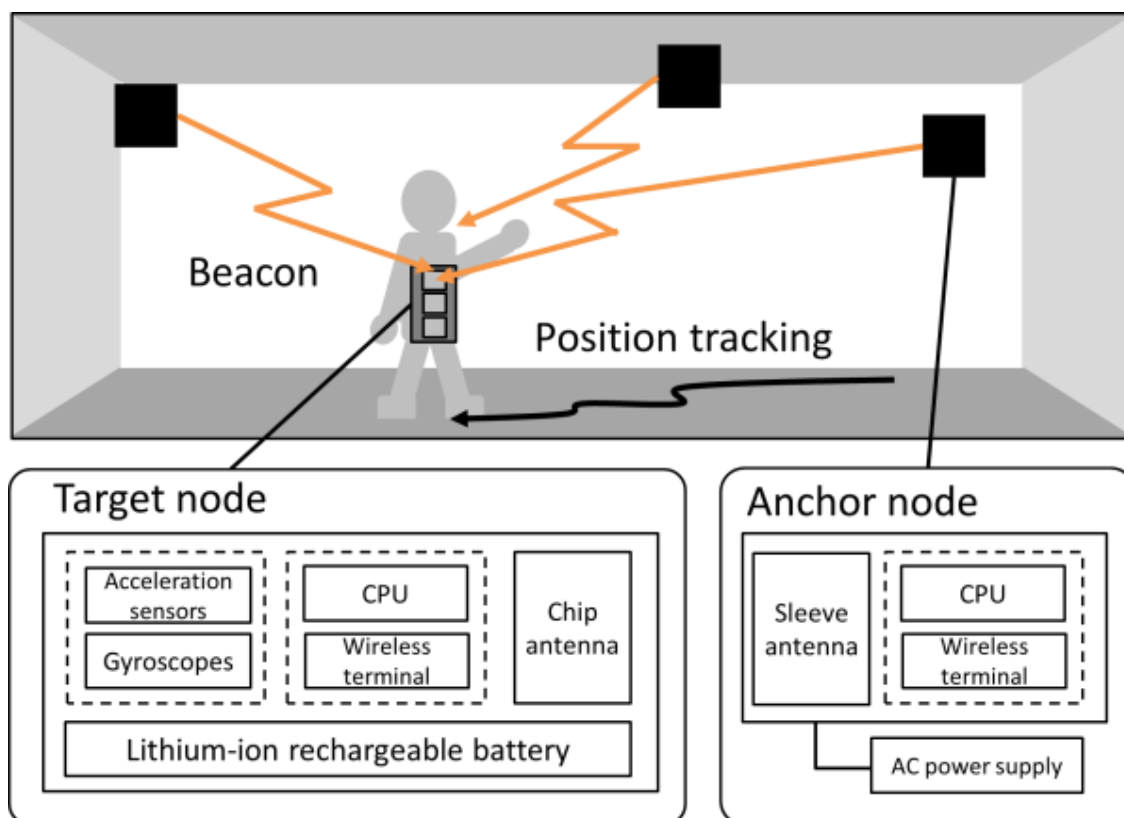 Beacon
Position tracking
Target node
Acceleration
sensors
Gyroscopes
CPU
Wireless
terminal
Chip
antenna
Lithium-ion rechargeable battery
Anchor node
Sleeve
antenna
CPU
Wireless
terminal
AC power supply